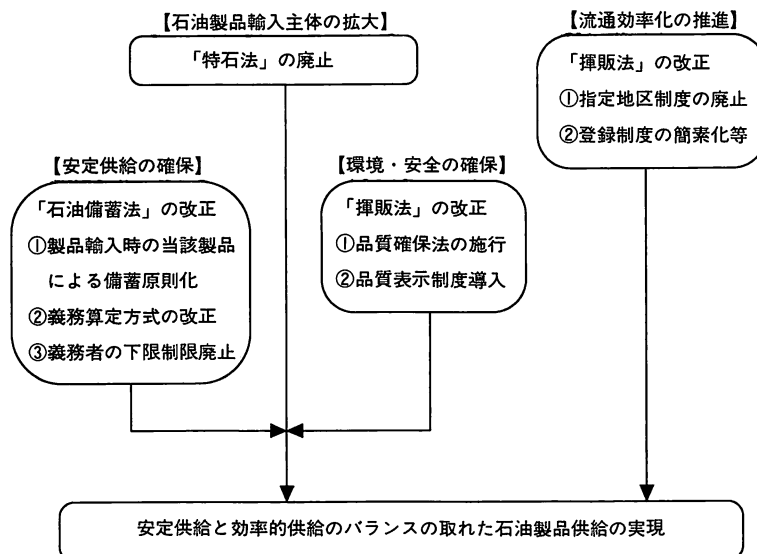 【石油製品輸入主体の拡大】
「特石法」の廃止
【流通効率化の推進】
「揮販法」の改正
①指定地区制度の廃止
②登録制度の簡素化等
【安定供給の確保】
「石油備蓄法」の改正
①製品輸入時の当該製品
による備蓄原則化
②義務算定方式の改正
③義務者の下限制限廃止
【環境・安全の確保】
「揮販法」の改正
①品質確保法の施行
②品質表示制度導入
安定供給と効率的供給のバランスの取れた石油製品供給の実現